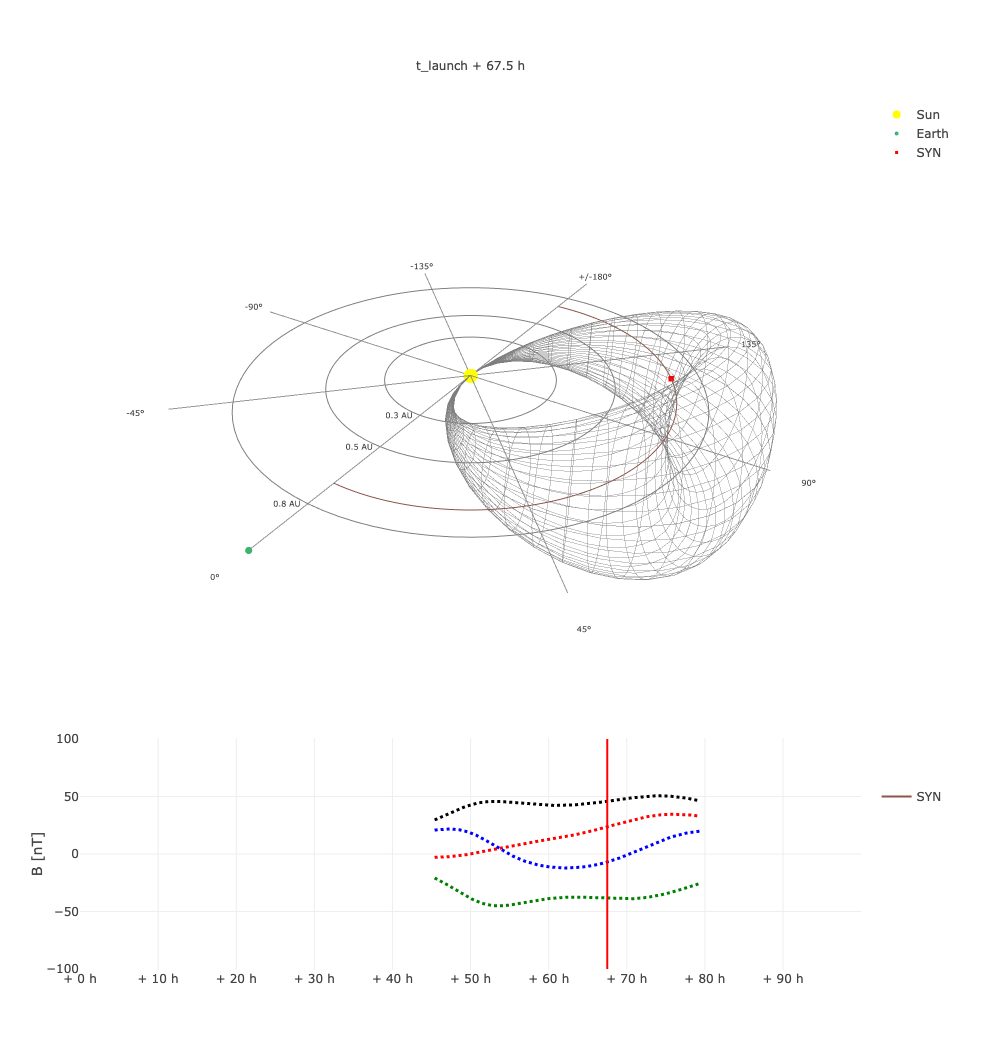 t_launch + 67.5 h
Sun
Earth
SYN
-135°
+/-180°
-90°
135°
-45°
0.3 AU
0.5 AU
90°
0.8 AU
0°
45°
100
50
0
−50
−100
B [nT]
+ 0 h
+ 10 h
+ 20 h
+ 30 h
+ 40 h
+ 50 h
+ 60 h
+ 70 h
+ 80 h
+ 90 h
SYN